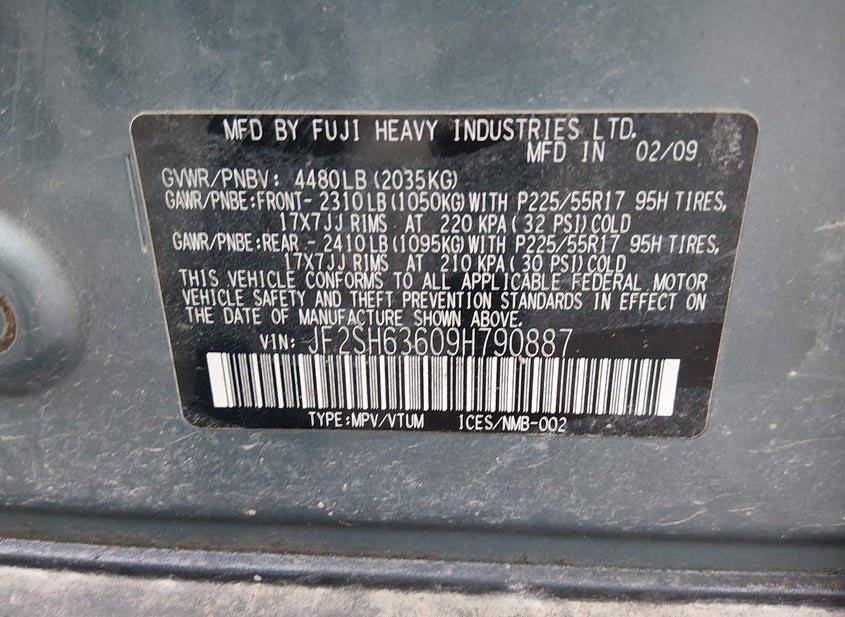 MFD BY FUJI HEAVY INDUSTRIES LTD.
MFD IN 02/09
GVWR/PNBV: 4480LB (2035KG)
GAWR/PNBE:FRONT- 2310LB (1050KG) WITH P225/55R17 95H TIRES,
17X7JJ RIMS AT 220 KPA( 32 PSI)COLD
GAWR/PNBE:REAR - 2410LB (1095KG) WITH P225/55R17 95H TIRES,
17X7JJ RIMS AT 210 KPA( 30 PSI)COLD
THIS VEHICLE CONFORMS TO ALL APPLICABLE FEDERAL MOTOR
VEHICLE SAFETY AND THEFT PREVENTION STANDARDS IN EFFECT ON
THE DATE OF MANUFACTURE SHOWN ABOVE.
VIN: JF2SH63609H790887
TYPE:MPV/VTUM ICES/NMB-002